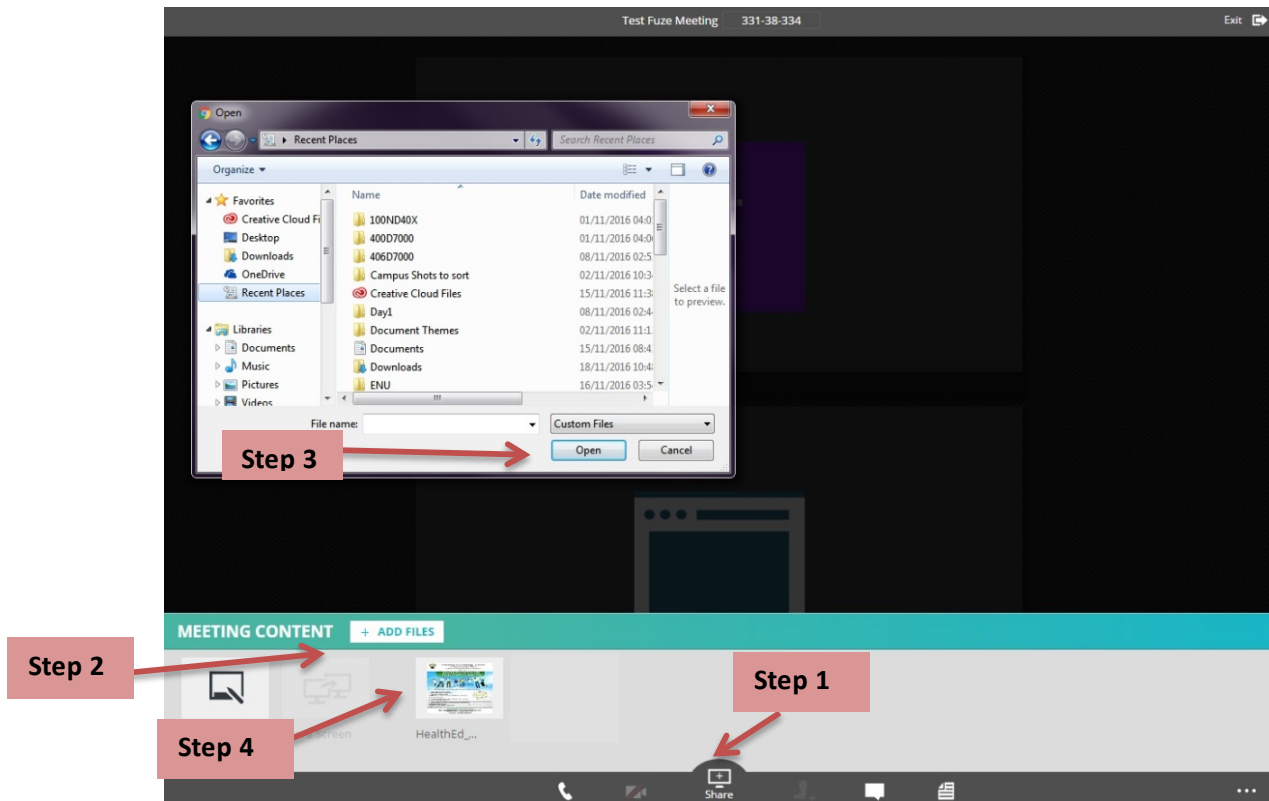 Test Fuze Meeting 331-38-334 Exit
Open
Recent Places Search Recent Places
Organize
Name Date modified
Favorites
Creative Cloud Fi
Desktop
Downloads
OneDrive
Recent Places
Libraries
Documents
Music
Pictures
Videos
100ND40X 01/11/2016 04:0
400D7000 01/11/2016 04:0
406D7000 08/11/2016 02:5
Campus Shots to sort 02/11/2016 10:3
Creative Cloud Files 15/11/2016 11:3
Day1 08/11/2016 02:4
Document Themes 02/11/2016 11:1
Documents 15/11/2016 08:4
Downloads 18/11/2016 10:4
ENU 16/11/2016 03:5
Select a file
to preview.
File name: Custom Files
Open Cancel
Step 3
MEETING CONTENT + ADD FILES
Step 2
Step 1
Step 4
Screen
HealthEd_...
Share